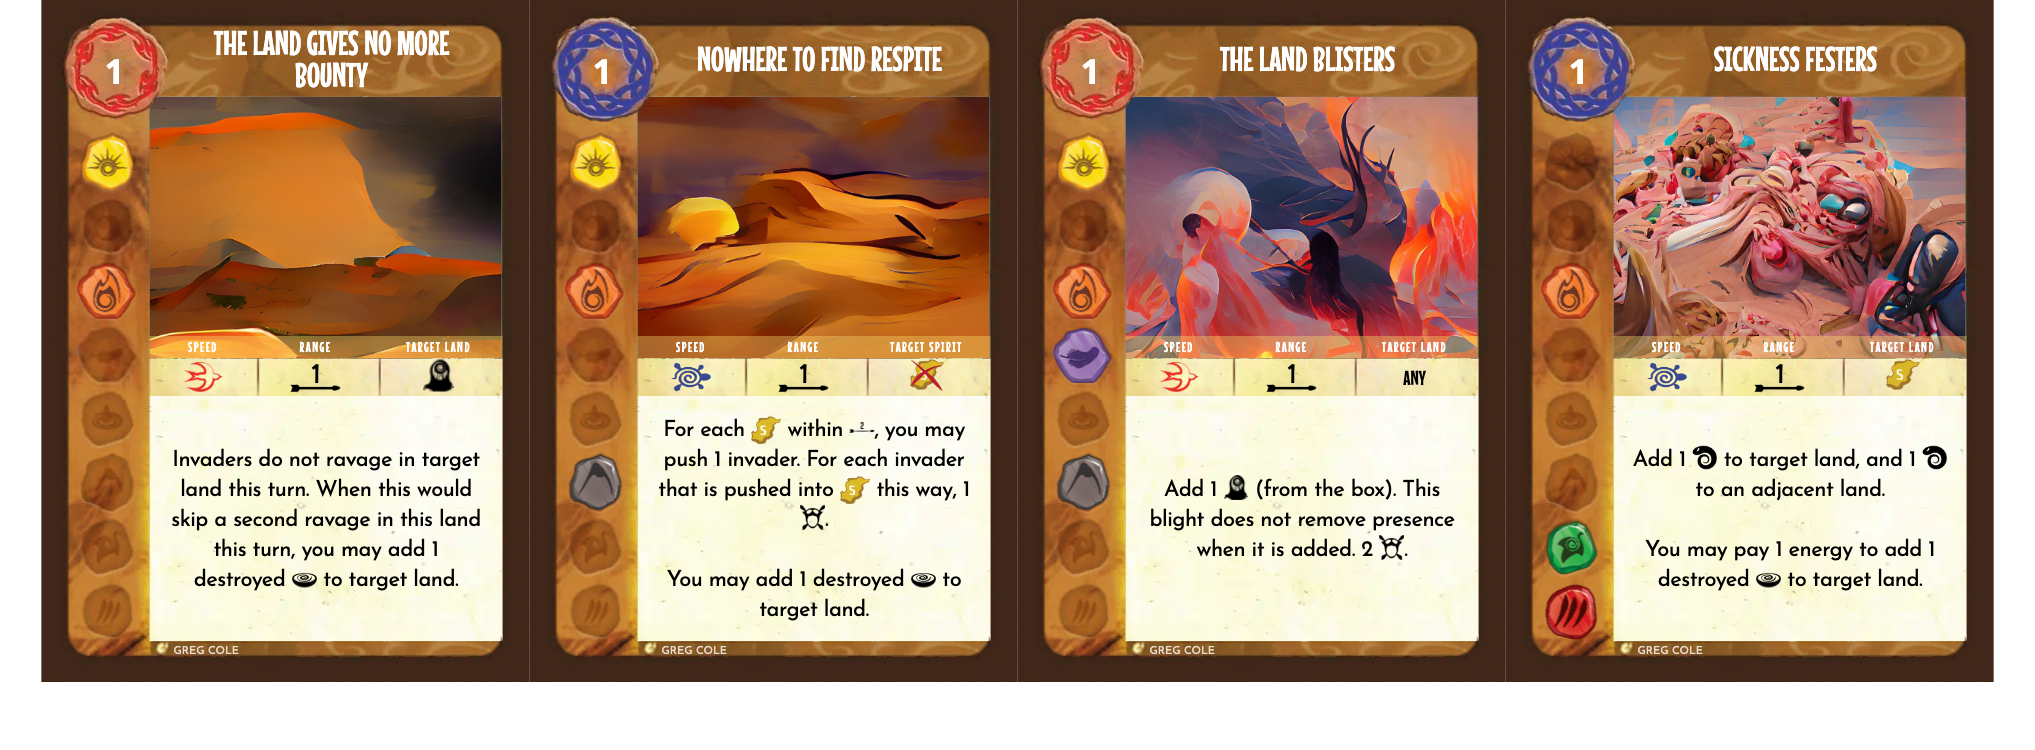 1
THE LAND GIVES NO MORE
BOUNTY
SPEED RANGE TARGET LAND
1
Invaders do not ravage in target
land this turn. When this would
skip a second ravage in this land
this turn, you may add 1
destroyed to target land.
GREG COLE
1
NOWHERE TO FIND RESPITE
SPEED RANGE TARGET SPIRIT
1
For each S within 2, you may
push 1 invader. For each invader
that is pushed into S this way, 1
.
You may add 1 destroyed to
target land.
GREG COLE
1
THE LAND BLISTERS
SPEED RANGE TARGET LAND
1 ANY
Add 1 (from the box). This
blight does not remove presence
when it is added. 2 .
GREG COLE
1
SICKNESS FESTERS
SPEED RANGE TARGET LAND
1 S
Add 1 to target land, and 1
to an adjacent land.
You may pay 1 energy to add 1
destroyed to target land.
GREG COLE